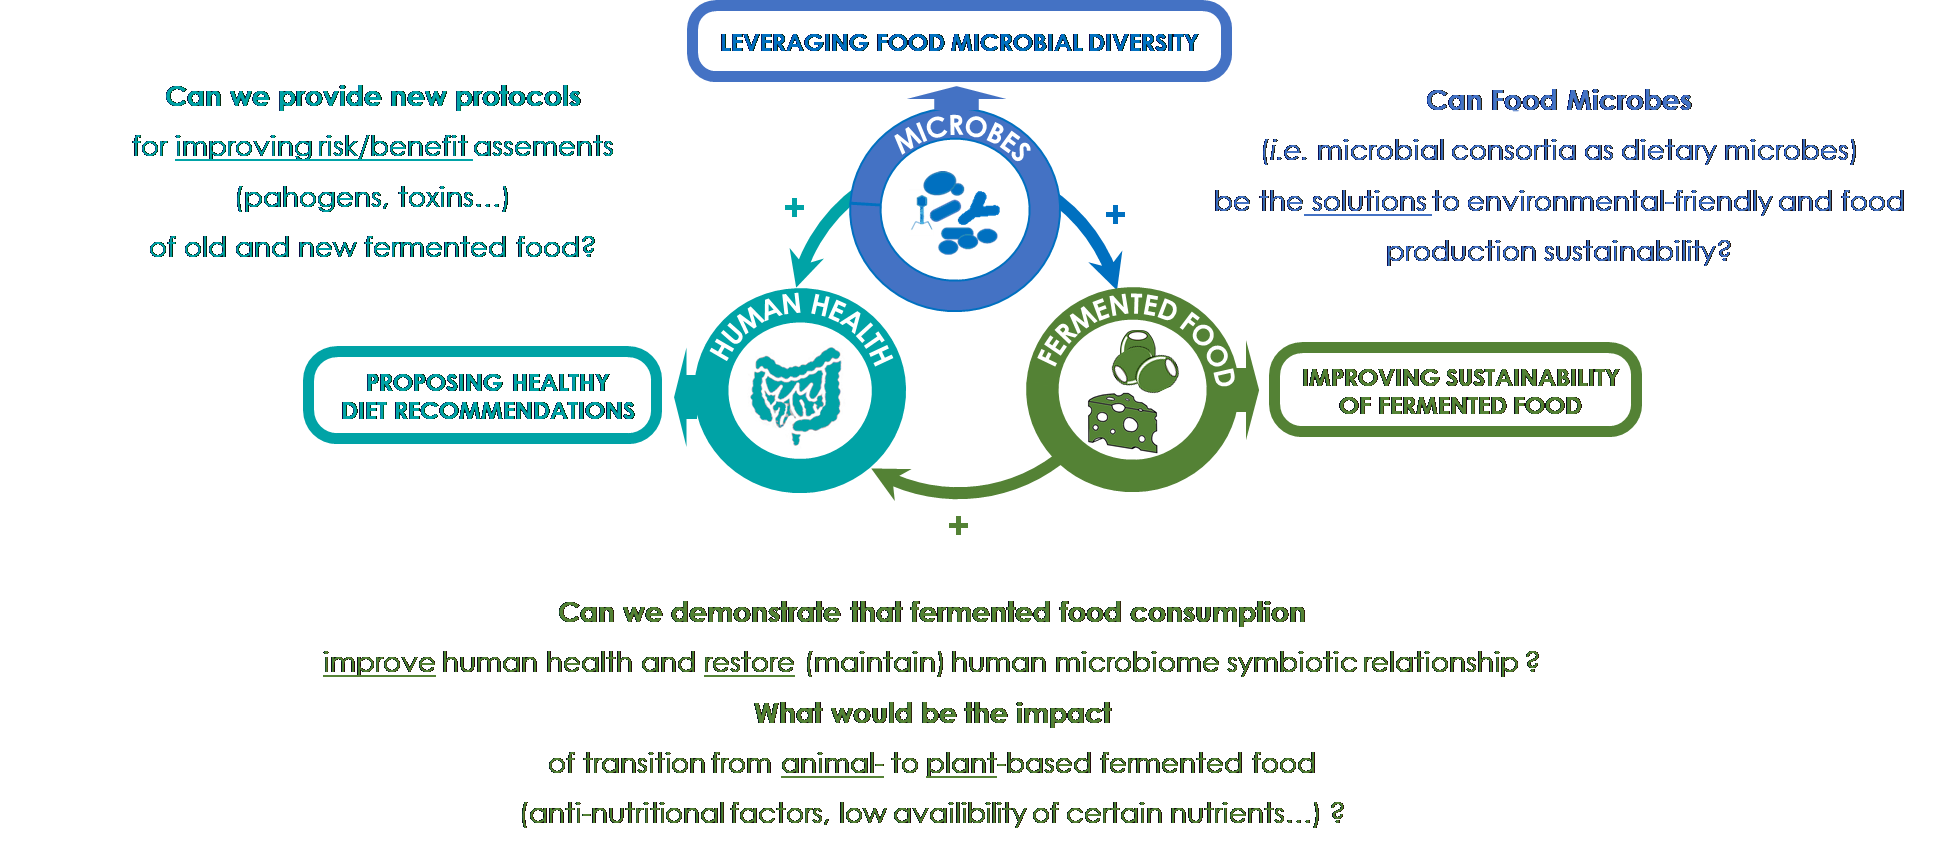 LEVERAGING FOOD MICROBIAL DIVERSITY
Can we provide new protocols
for improving risk/benefit assements
(pahogens, toxins...)
of old and new fermented food?
Can Food Microbes
(i.e. microbial consortia as dietary microbes)
be the solutions to environmental-friendly and food
production sustainability?
MICROBES
+
+
HUMAN HEALTH
FERMENTED FOOD
PROPOSING HEALTHY
DIET RECOMMENDATIONS
IMPROVING SUSTAINABILITY
OF FERMENTED FOOD
+
Can we demonstrate that fermented food consumption
improve human health and restore (maintain) human microbiome symbiotic relationship ?
What would be the impact
of transition from animal- to plant-based fermented food
(anti-nutritional factors, low availibility of certain nutrients...) ?